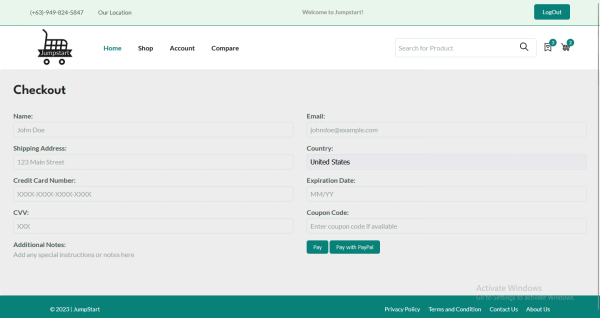 (+63)-949-824-5847 Our Location Welcome to Jumpstart! LogOut
Jumpstart Home Shop Account Compare Search for Product
Checkout
Name: Email:
John Doe johndoe@example.com
Shipping Address: Country:
123 Main Street United States
Credit Card Number: Expiration Date:
XXXX-XXXX-XXXX-XXXX MM/YY
CVV: Coupon Code:
XXX Enter coupon code if available
Additional Notes: Pay Pay with PayPal
Add any special instructions or notes here
Activate Windows
Go to Settings to activate Windows.
© 2023 | JumpStart Privacy Policy Terms and Condition Contact Us About Us